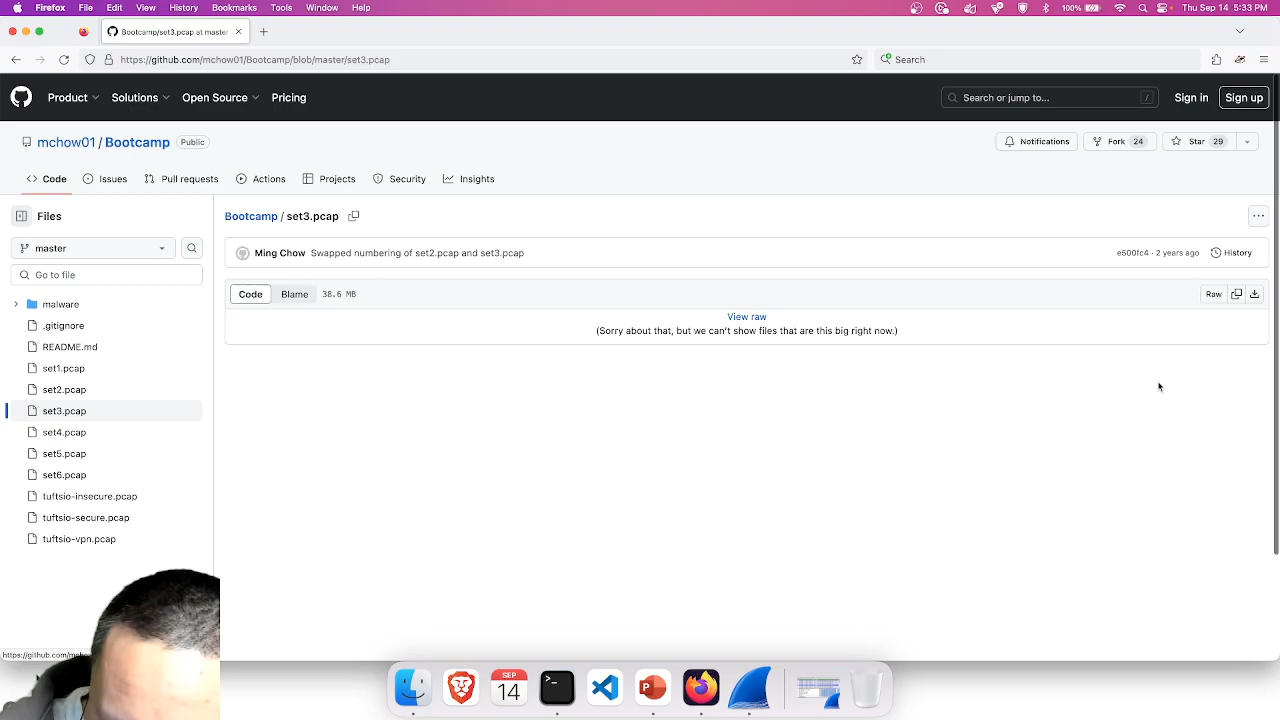 Firefox File Edit View History Bookmarks Tools Window Help 100% Thu Sep 14 5:33 PM
Bootcamp/set3.pcap at master
https://github.com/mchow01/Bootcamp/blob/master/set3.pcap Search
Product Solutions Open Source Pricing Search or jump to... / Sign in Sign up
mchow01 / Bootcamp Public Notifications Fork 24 Star 29
Code Issues Pull requests Actions Projects Security Insights
Files
master
Go to file
malware
.gitignore
README.md
set1.pcap
set2.pcap
set3.pcap
set4.pcap
set5.pcap
set6.pcap
tuftsio-insecure.pcap
tuftsio-secure.pcap
tuftsio-vpn.pcap
Bootcamp / set3.pcap
Ming Chow Swapped numbering of set2.pcap and set3.pcap e500fc4 · 2 years ago History
Code Blame 38.6 MB Raw
View raw
(Sorry about that, but we can't show files that are this big right now.)
https://github.com/
SEP
14